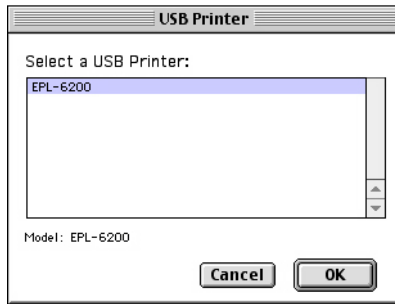 USB Printer
Select a USB Printer:
EPL-6200
Model: EPL-6200
Cancel OK